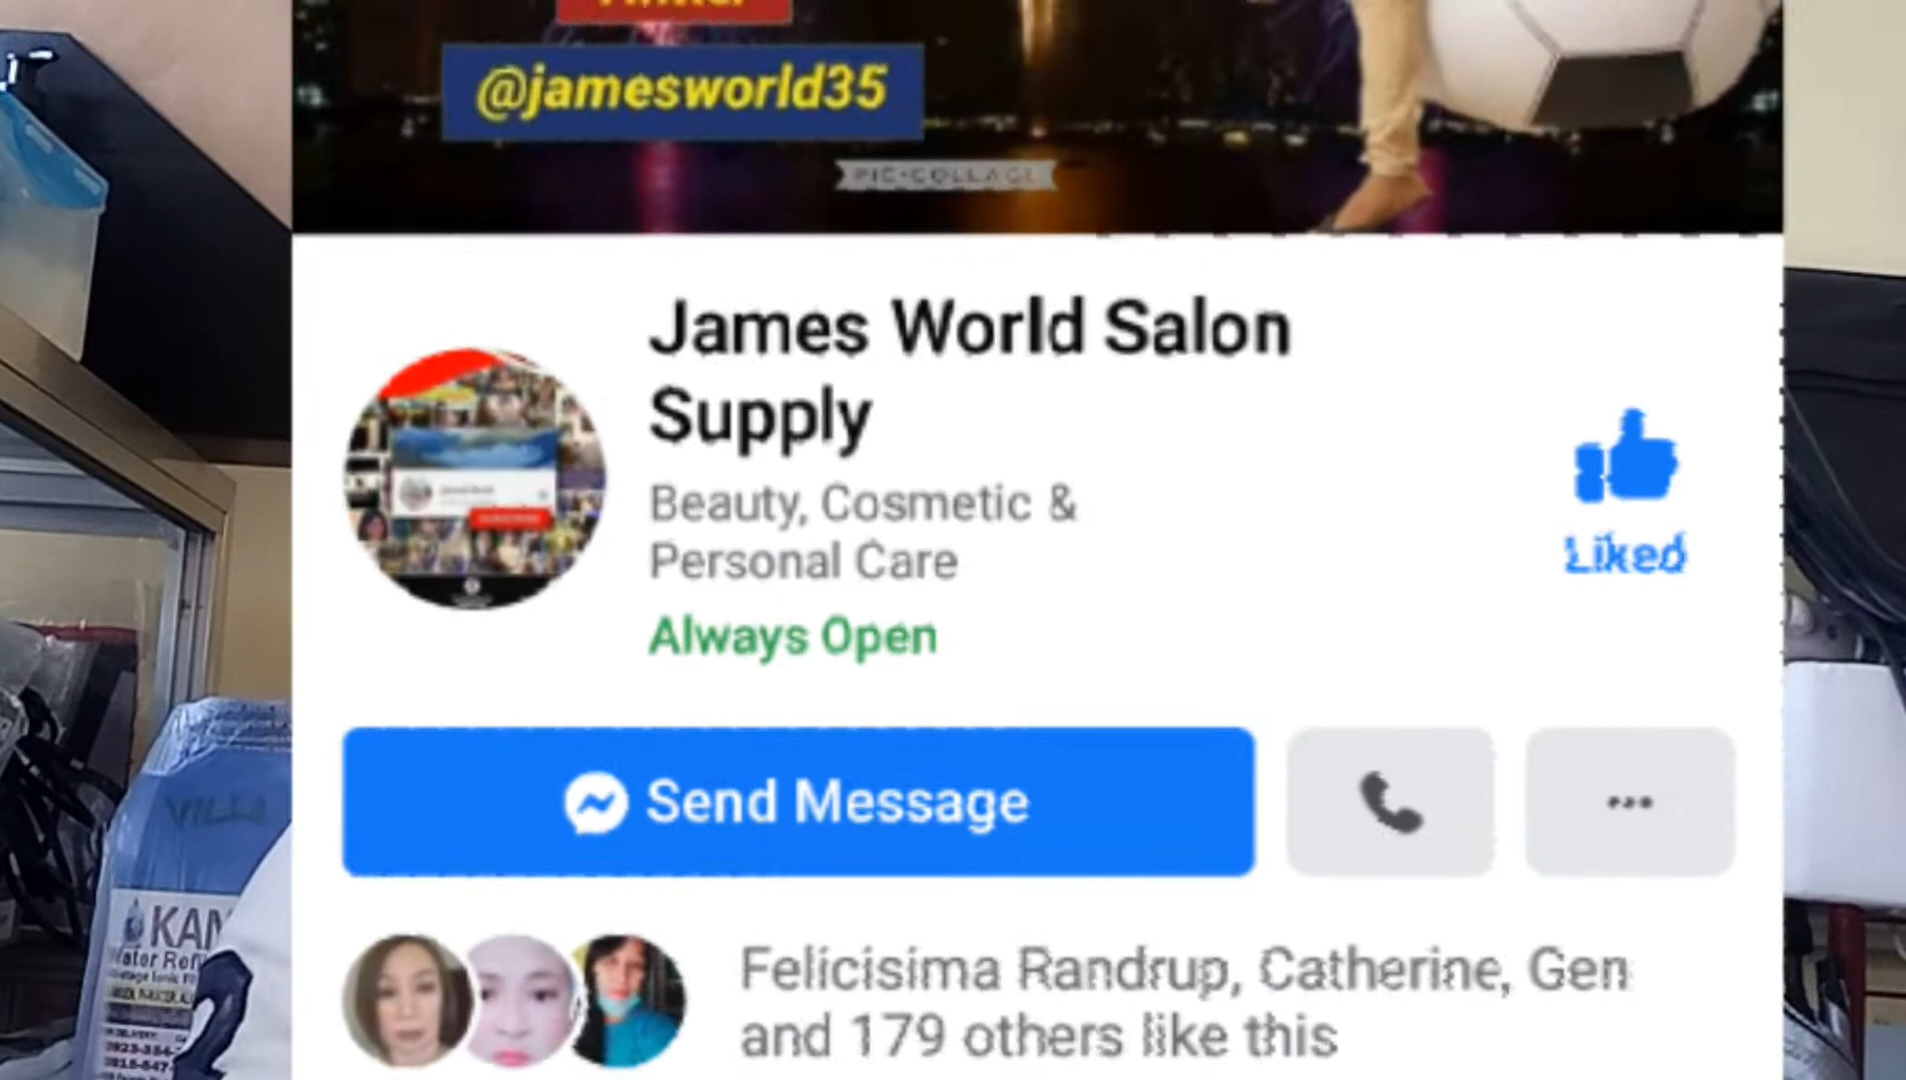 @jamesworld35
PIC•COLLAGE
James World Salon
Supply
Beauty, Cosmetic &
Personal Care
Liked
Always Open
Send Message
VILLA
KAN
Felicisima Randrup, Catherine, Gen
and 179 others like this